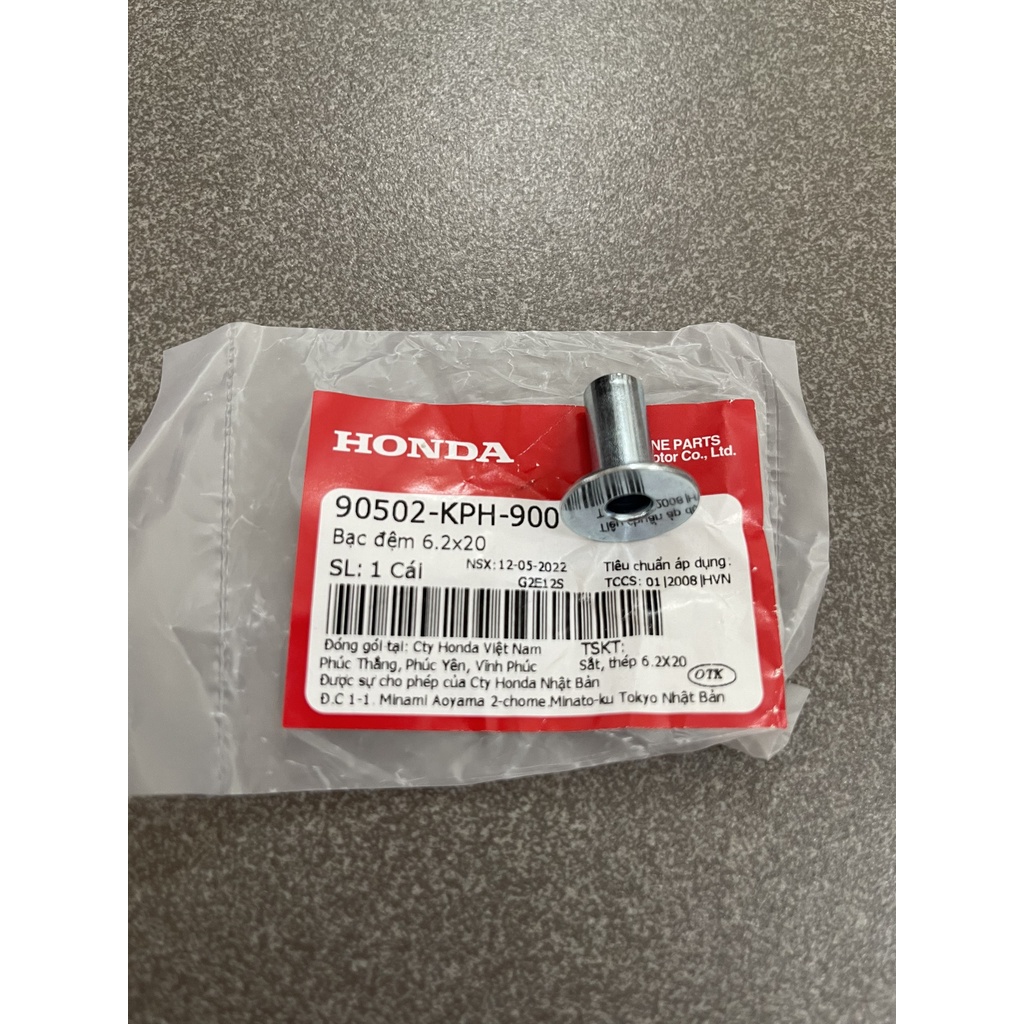 HONDA
NE PARTS
otor Co., Ltd.
90502-KPH-900
Bạc đệm 6.2x20
SL: 1 Cái
NSX: 12-05-2022
G2E12S
Tiêu chuẩn áp dụng:
TCCS: 01|2008|HVN
Đóng gói tại: Cty Honda Việt Nam
Phúc Thắng, Phúc Yên, Vĩnh Phúc
Được sự cho phép của Cty Honda Nhật Bản
Đ.C 1-1. Minami Aoyama 2-chome.Minato-ku Tokyo Nhật Bản
TSKT:
Sắt, thép 6.2X20
OTK